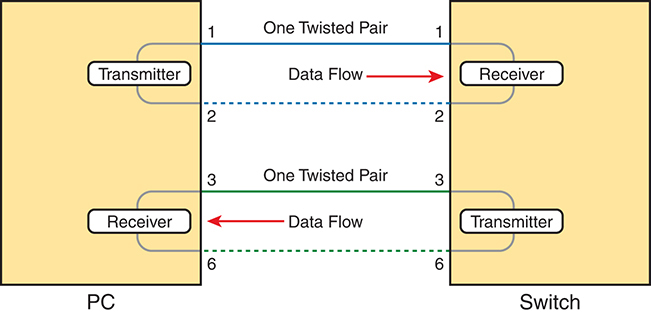 One Twisted Pair
1
1
Transmitter
Data Flow
Receiver
2
2
One Twisted Pair
3
3
Receiver
Data Flow
Transmitter
6
6
PC
Switch